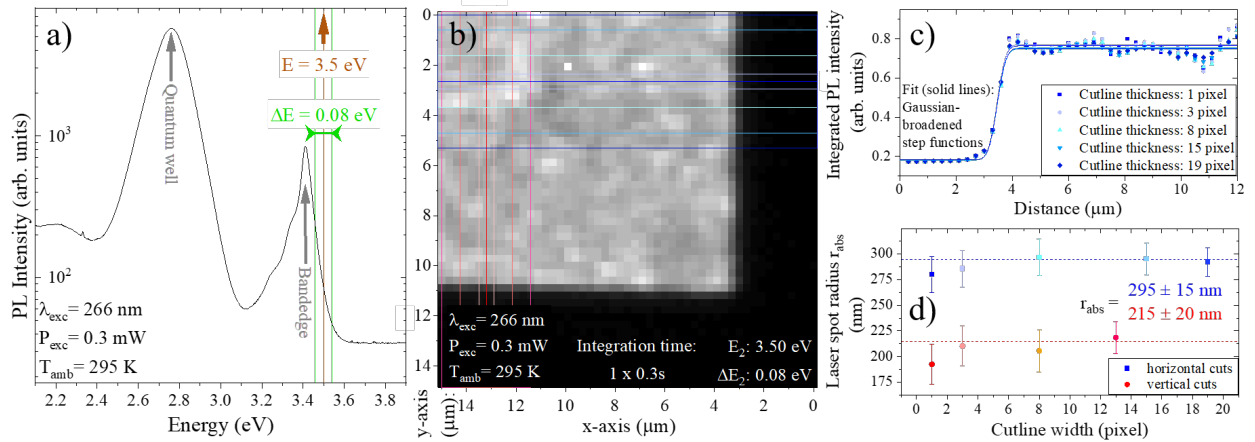 a)
E = 3.5 eV
ΔE = 0.08 eV
Quantum well
Bandedge
10³
10²
PL Intensity (arb. units)
λexc= 266 nm
Pexc= 0.3 mW
Tamb= 295 K
2.1 2.4 2.7 3.0 3.3 3.6 3.9
Energy (eV)
b)
0
2
4
6
8
10
12
14
y-axis
(μm):
λexc= 266 nm
Pexc= 0.3 mW
Tamb= 295 K
Integration time:
1 x 0.3s
E₂: 3.50 eV
ΔE₂: 0.08 eV
14 12 10 8 6 4 2 0
x-axis (μm)
c)
Integrated PL intensity
(arb. units)
0.8
0.6
0.4
0.2
Fit (solid lines):
Gaussian-
broadened
step functions
Cutline thickness: 1 pixel
Cutline thickness: 3 pixel
Cutline thickness: 8 pixel
Cutline thickness: 15 pixel
Cutline thickness: 19 pixel
0 2 4 6 8 10 12
Distance (μm)
d)
Laser spot radius rabs
(nm)
300
275
250
225
200
175
rabs =
295 ± 15 nm
215 ± 20 nm
horizontal cuts
vertical cuts
0 2 4 6 8 10 12 14 16 18 20
Cutline width (pixel)